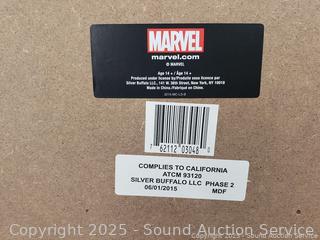 MARVEL
marvel.com
© MARVEL
Age 14 + / Âge 14 +
Produced under license by/Produit sous licence par
Silver Buffalo LLC, 141 W. 36th Street, New York, NY 10018
Made in China./Fabriqué en Chine.
7 62112 03048 0
COMPLIES TO CALIFORNIA
ATCM 93120
SILVER BUFFALO LLC PHASE 2
06/01/2015 MDF
Copyright 2025 - Sound Auction Service